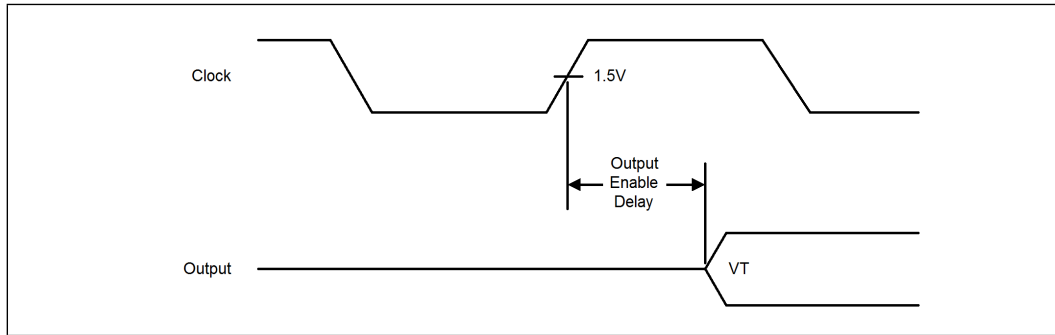 Clock
1.5V
Output
Enable
Delay
Output
VT